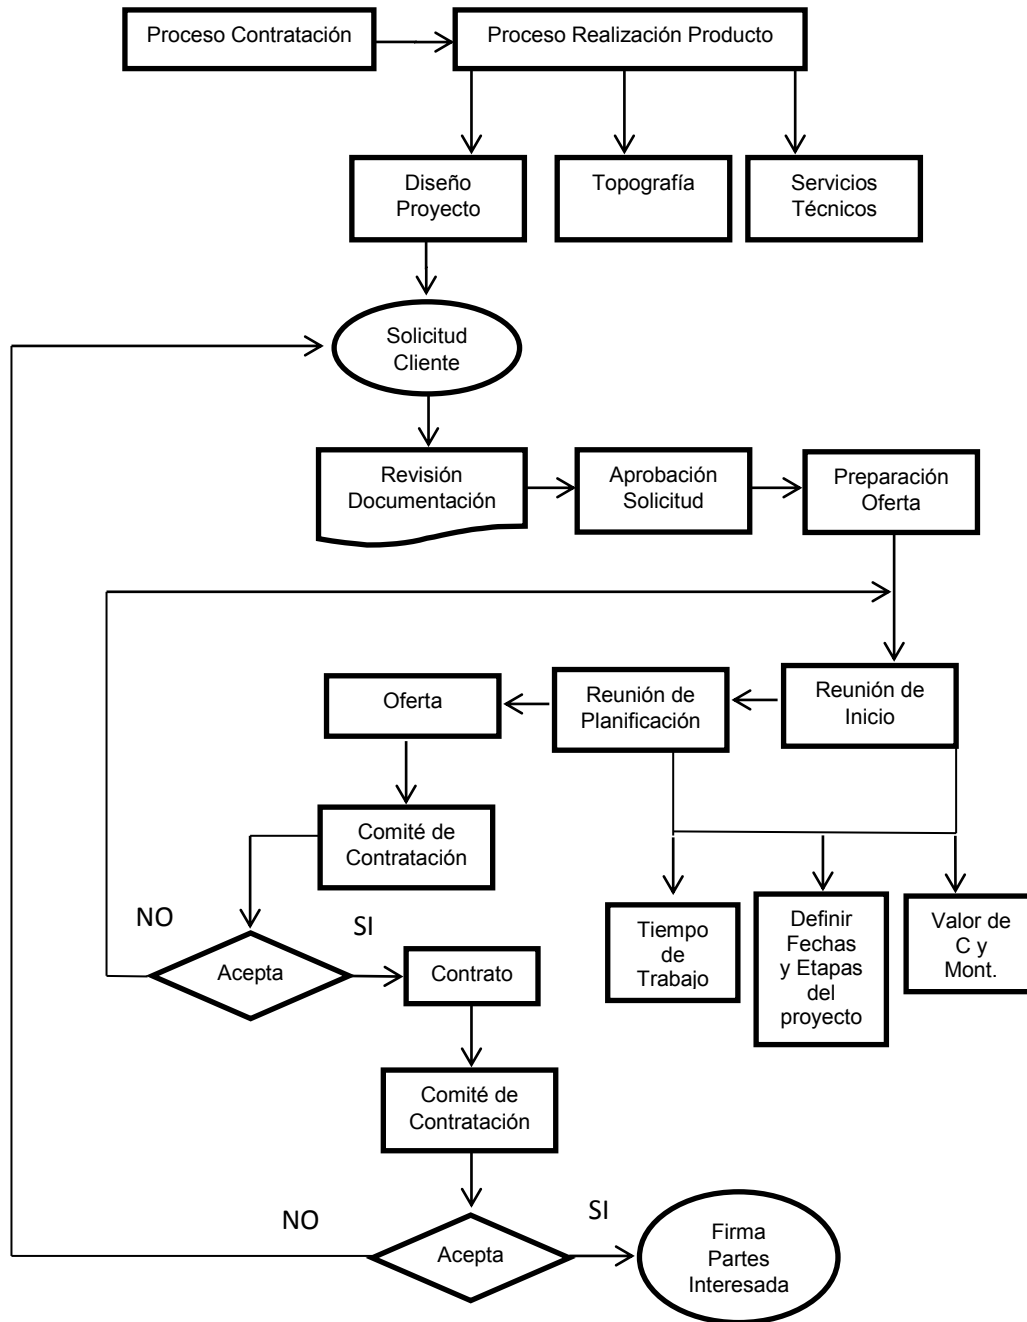 Proceso Contratación
Proceso Realización Producto
Diseño
Proyecto
Topografía
Servicios
Técnicos
Solicitud
Cliente
Revisión
Documentación
Aprobación
Solicitud
Preparación
Oferta
Reunión de
Inicio
Reunión de
Planificación
Oferta
Comité de
Contratación
NO
SI
Acepta
Contrato
Tiempo
de
Trabajo
Definir
Fechas
y Etapas
del
proyecto
Valor de
C y
Mont.
Comité de
Contratación
NO
SI
Acepta
Firma
Partes
Interesada